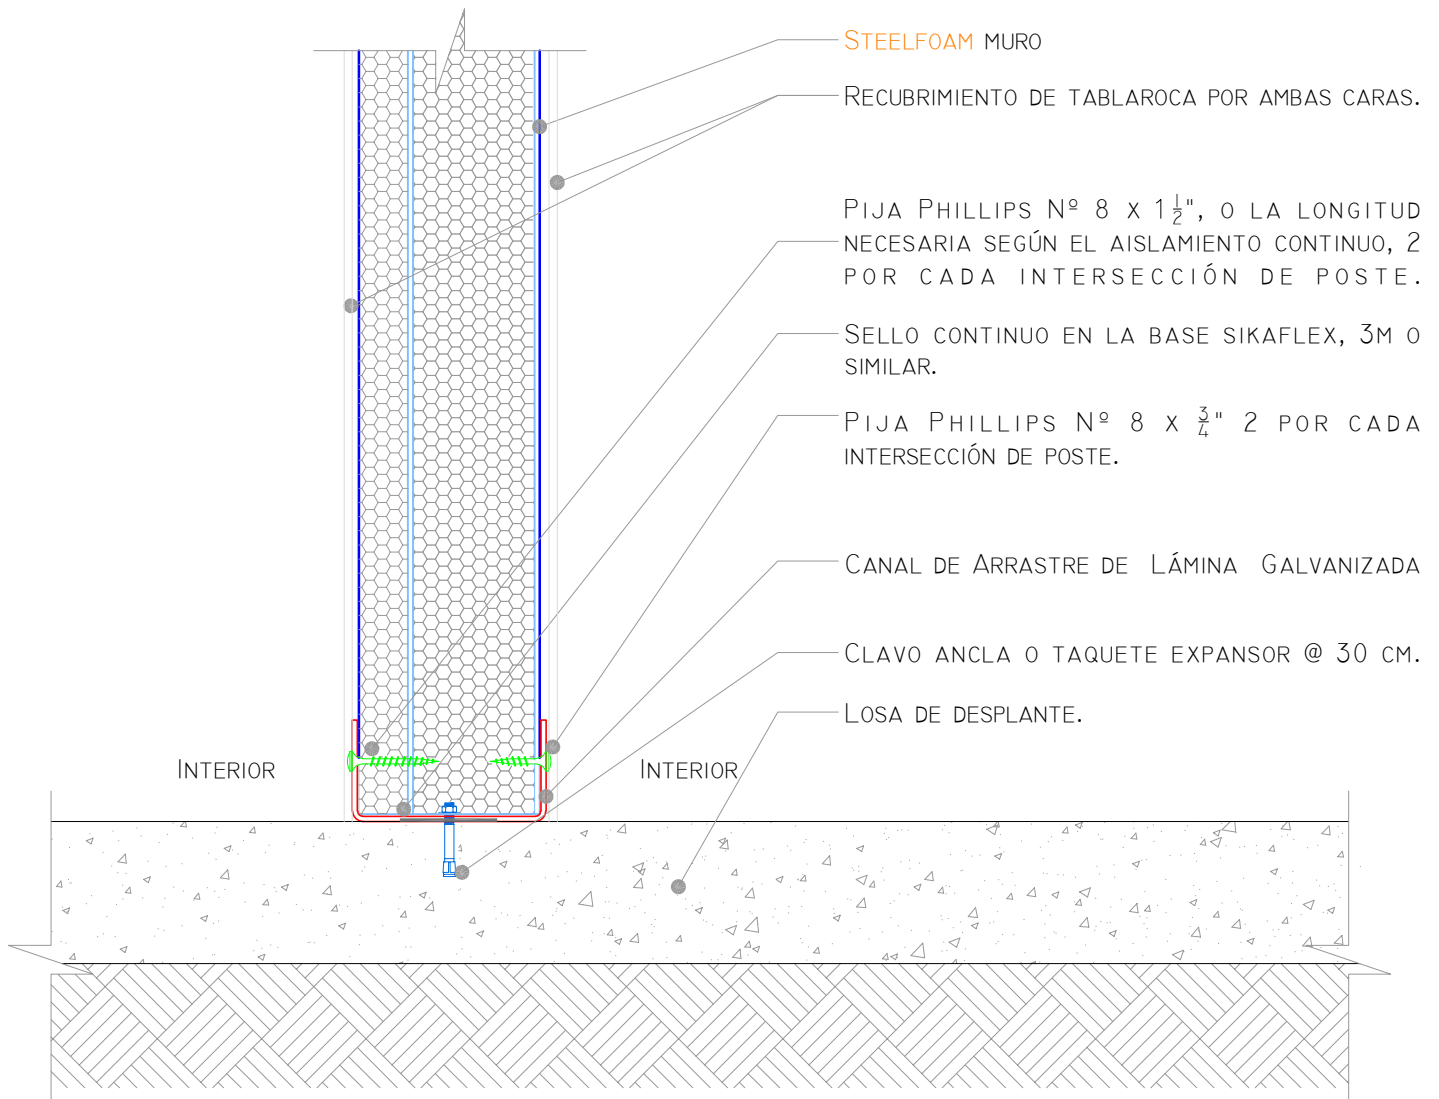 STEELFOAM MURO
RECUBRIMIENTO DE TABLAROCA POR AMBAS CARAS.
PIJA PHILLIPS Nº 8 X 1 1/2", O LA LONGITUD
NECESARIA SEGÚN EL AISLAMIENTO CONTINUO, 2
POR CADA INTERSECCIÓN DE POSTE.
SELLO CONTINUO EN LA BASE SIKAFLEX, 3M O
SIMILAR.
PIJA PHILLIPS Nº 8 X 3/4" 2 POR CADA
INTERSECCIÓN DE POSTE.
CANAL DE ARRASTRE DE LÁMINA GALVANIZADA
CLAVO ANCLA O TAQUETE EXPANSOR @ 30 CM.
LOSA DE DESPLANTE.
INTERIOR
INTERIOR